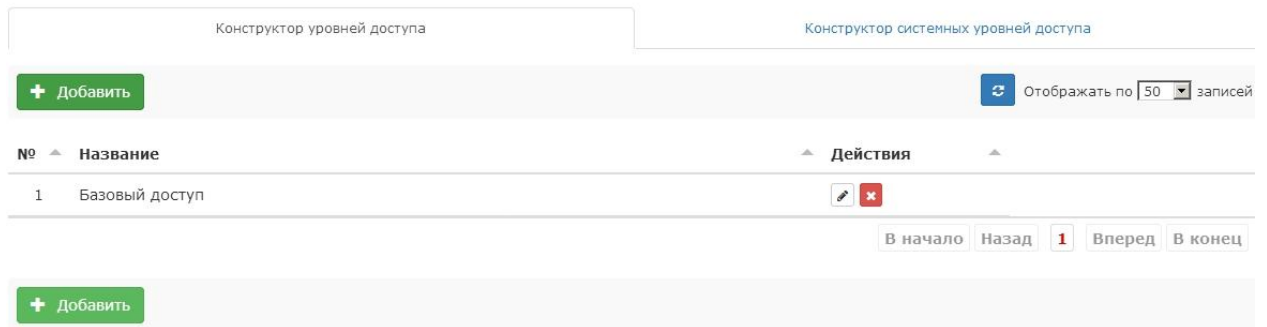 Конструктор уровней доступа
Конструктор системных уровней доступа
Добавить
Отображать по 50 записей
№ Название Действия
1 Базовый доступ
В начало Назад 1 Вперед В конец
Добавить